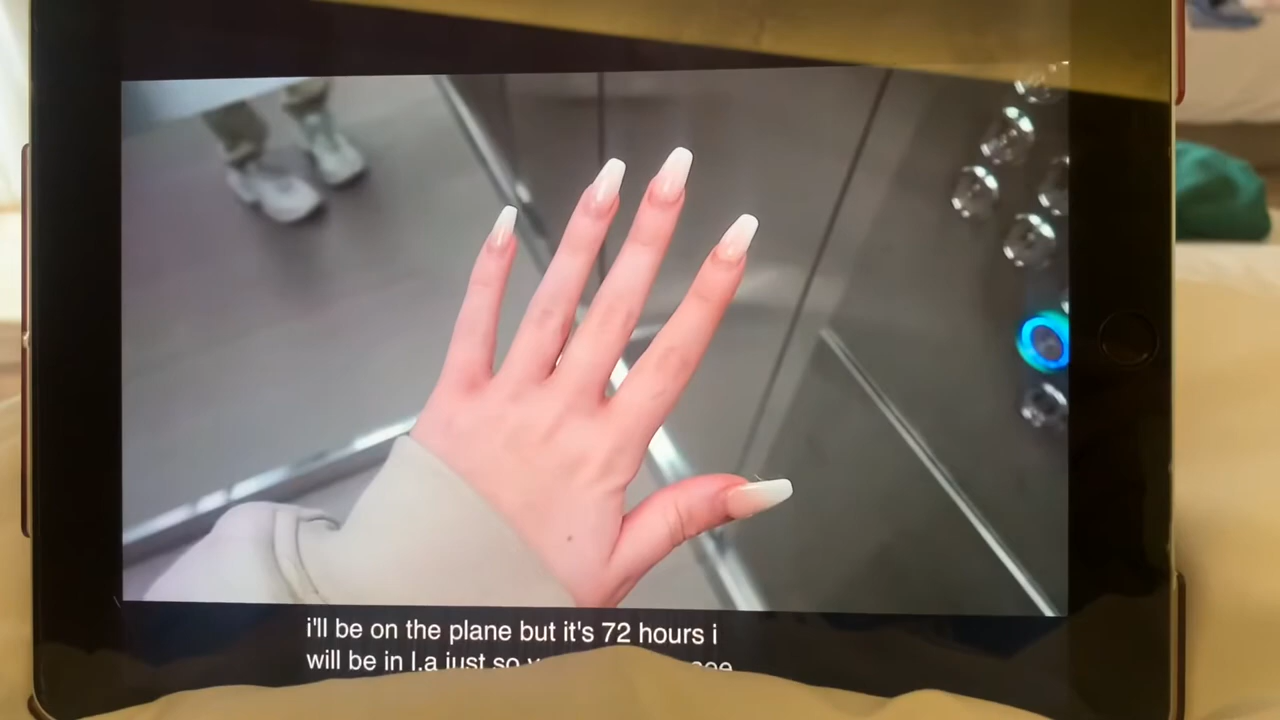 i'll be on the plane but it's 72 hours i
will be in l.a just so